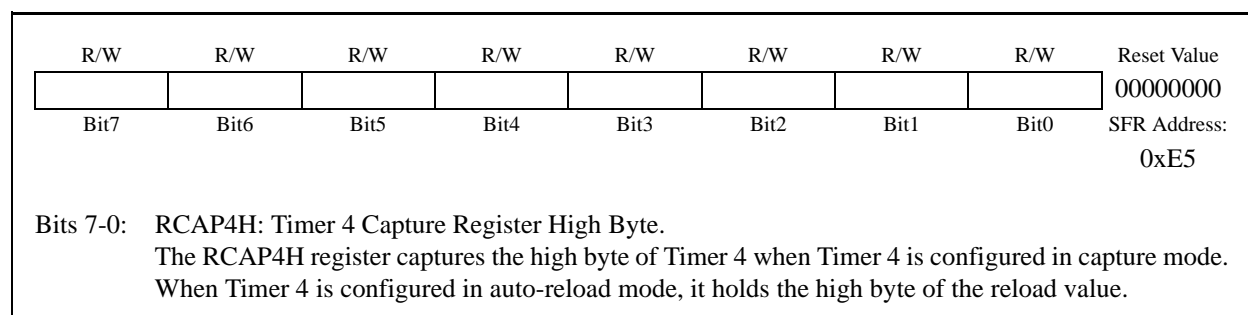 R/W R/W R/W R/W R/W R/W R/W R/W Reset Value
00000000
Bit7 Bit6 Bit5 Bit4 Bit3 Bit2 Bit1 Bit0 SFR Address:
0xE5
Bits 7-0: RCAP4H: Timer 4 Capture Register High Byte.
The RCAP4H register captures the high byte of Timer 4 when Timer 4 is configured in capture mode.
When Timer 4 is configured in auto-reload mode, it holds the high byte of the reload value.